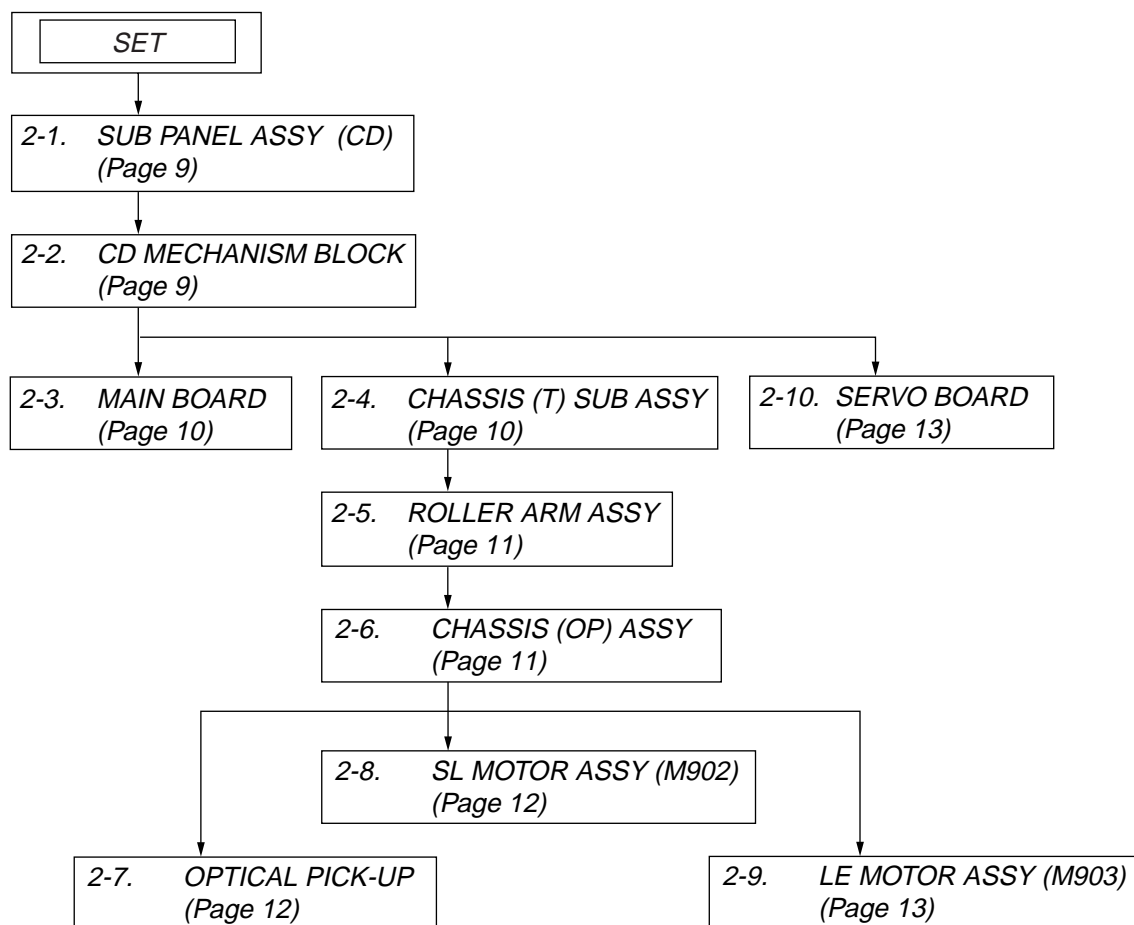 SET
2-1. SUB PANEL ASSY (CD)
(Page 9)
2-2. CD MECHANISM BLOCK
(Page 9)
2-3. MAIN BOARD
(Page 10)
2-4. CHASSIS (T) SUB ASSY
(Page 10)
2-10. SERVO BOARD
(Page 13)
2-5. ROLLER ARM ASSY
(Page 11)
2-6. CHASSIS (OP) ASSY
(Page 11)
2-8. SL MOTOR ASSY (M902)
(Page 12)
2-7. OPTICAL PICK-UP
(Page 12)
2-9. LE MOTOR ASSY (M903)
(Page 13)